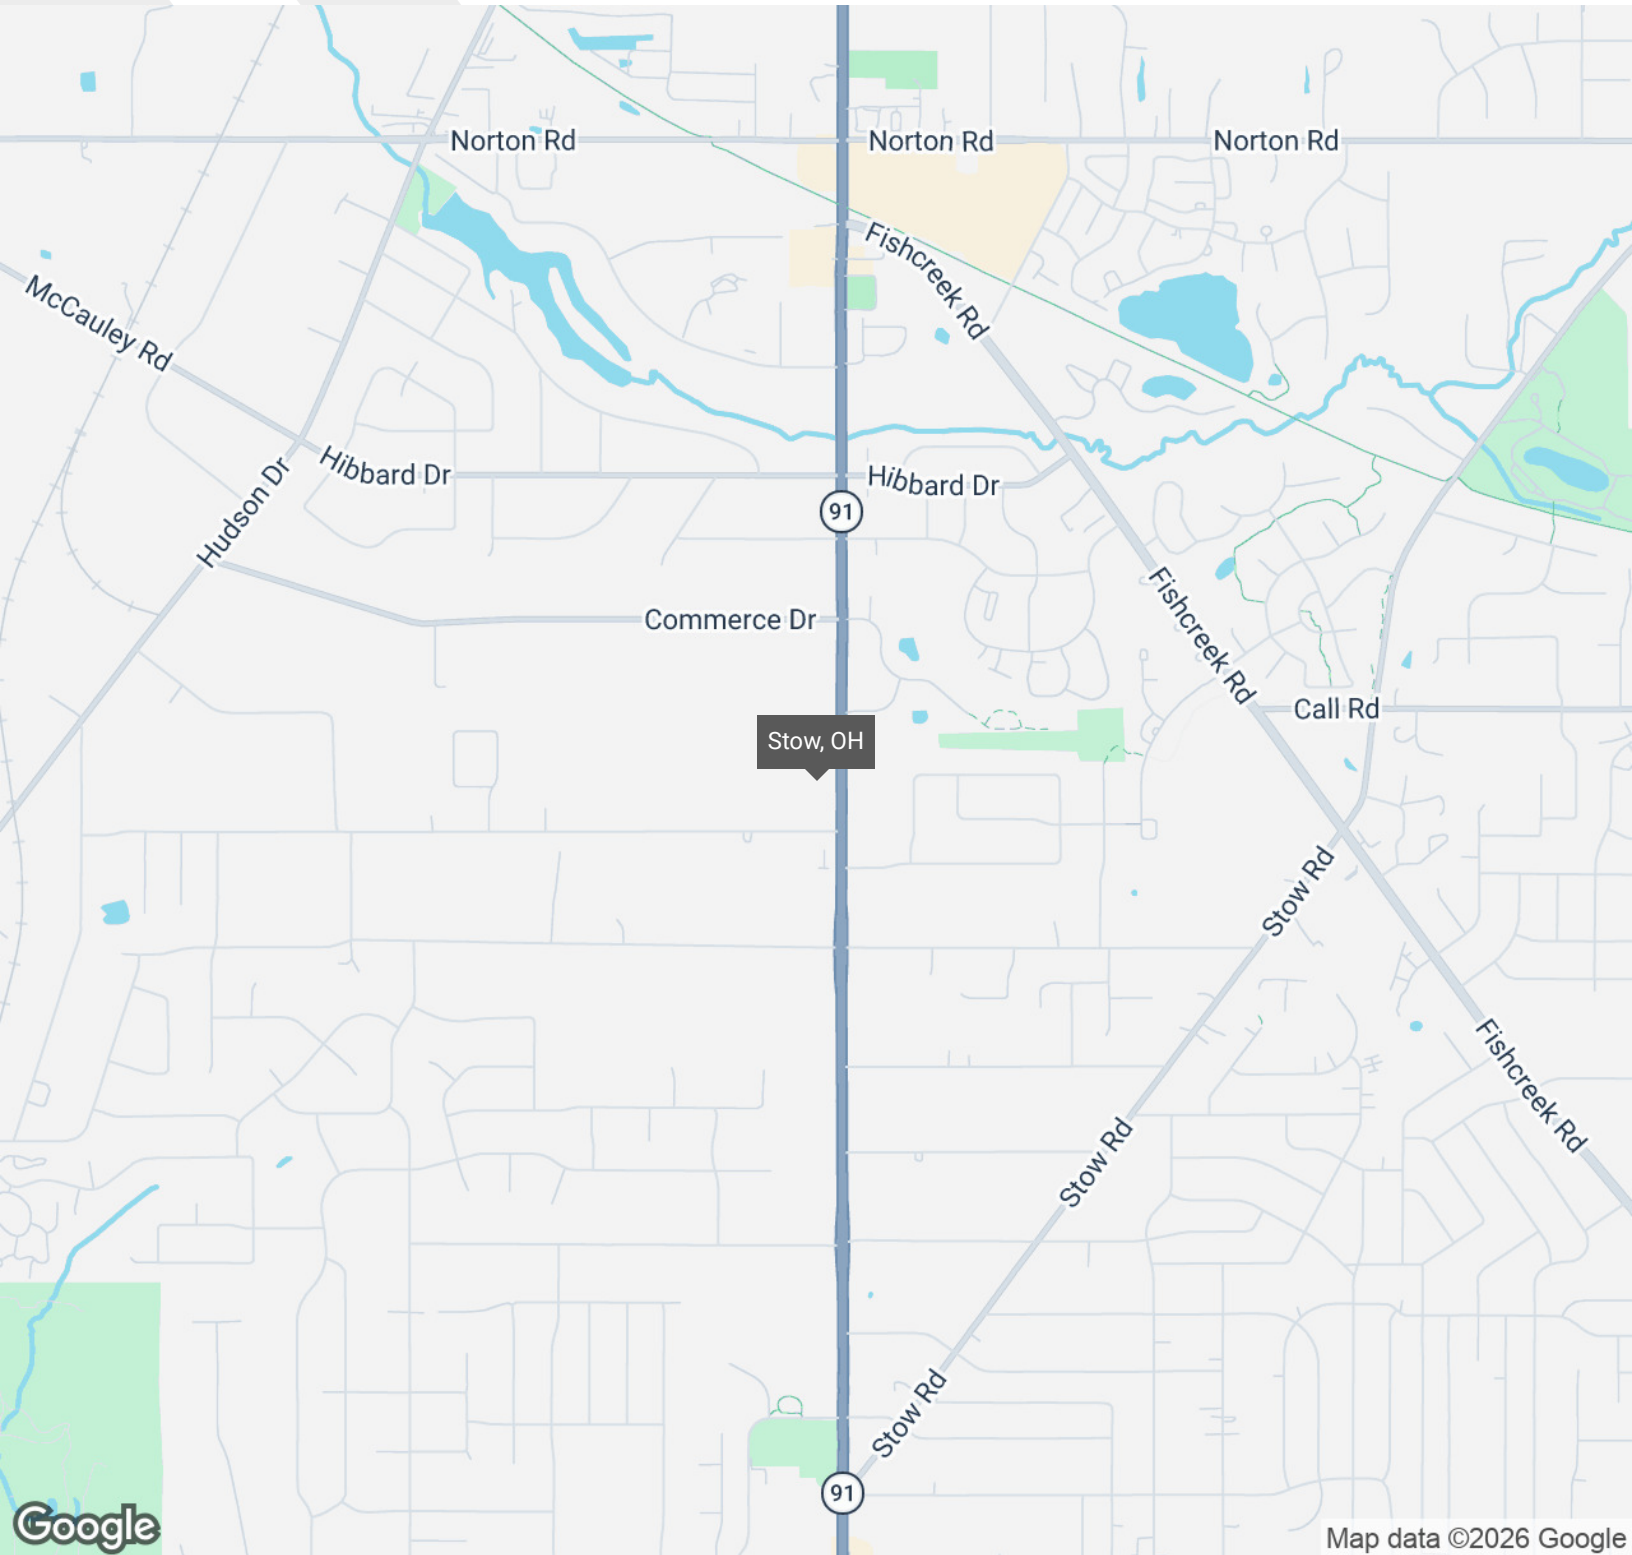 Norton Rd
Norton Rd
Norton Rd
Fishcreek Rd
McCauley Rd
Hibbard Dr
Hibbard Dr
Hudson Dr
91
Fishcreek Rd
Commerce Dr
Call Rd
Stow, OH
Stow Rd
Fishcreek Rd
Stow Rd
Stow Rd
91
Google
Map data ©2026 Google